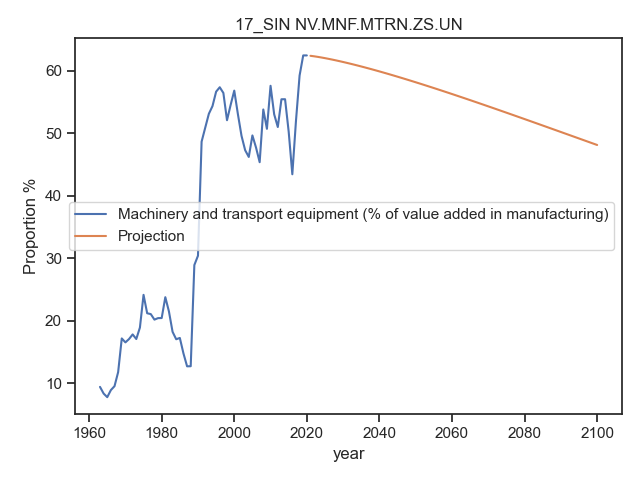 17_SIN NV.MNF.MTRN.ZS.UN
60
50
40
30
20
10
Proportion %
Machinery and transport equipment (% of value added in manufacturing)
Projection
1960 1980 2000 2020 2040 2060 2080 2100
year